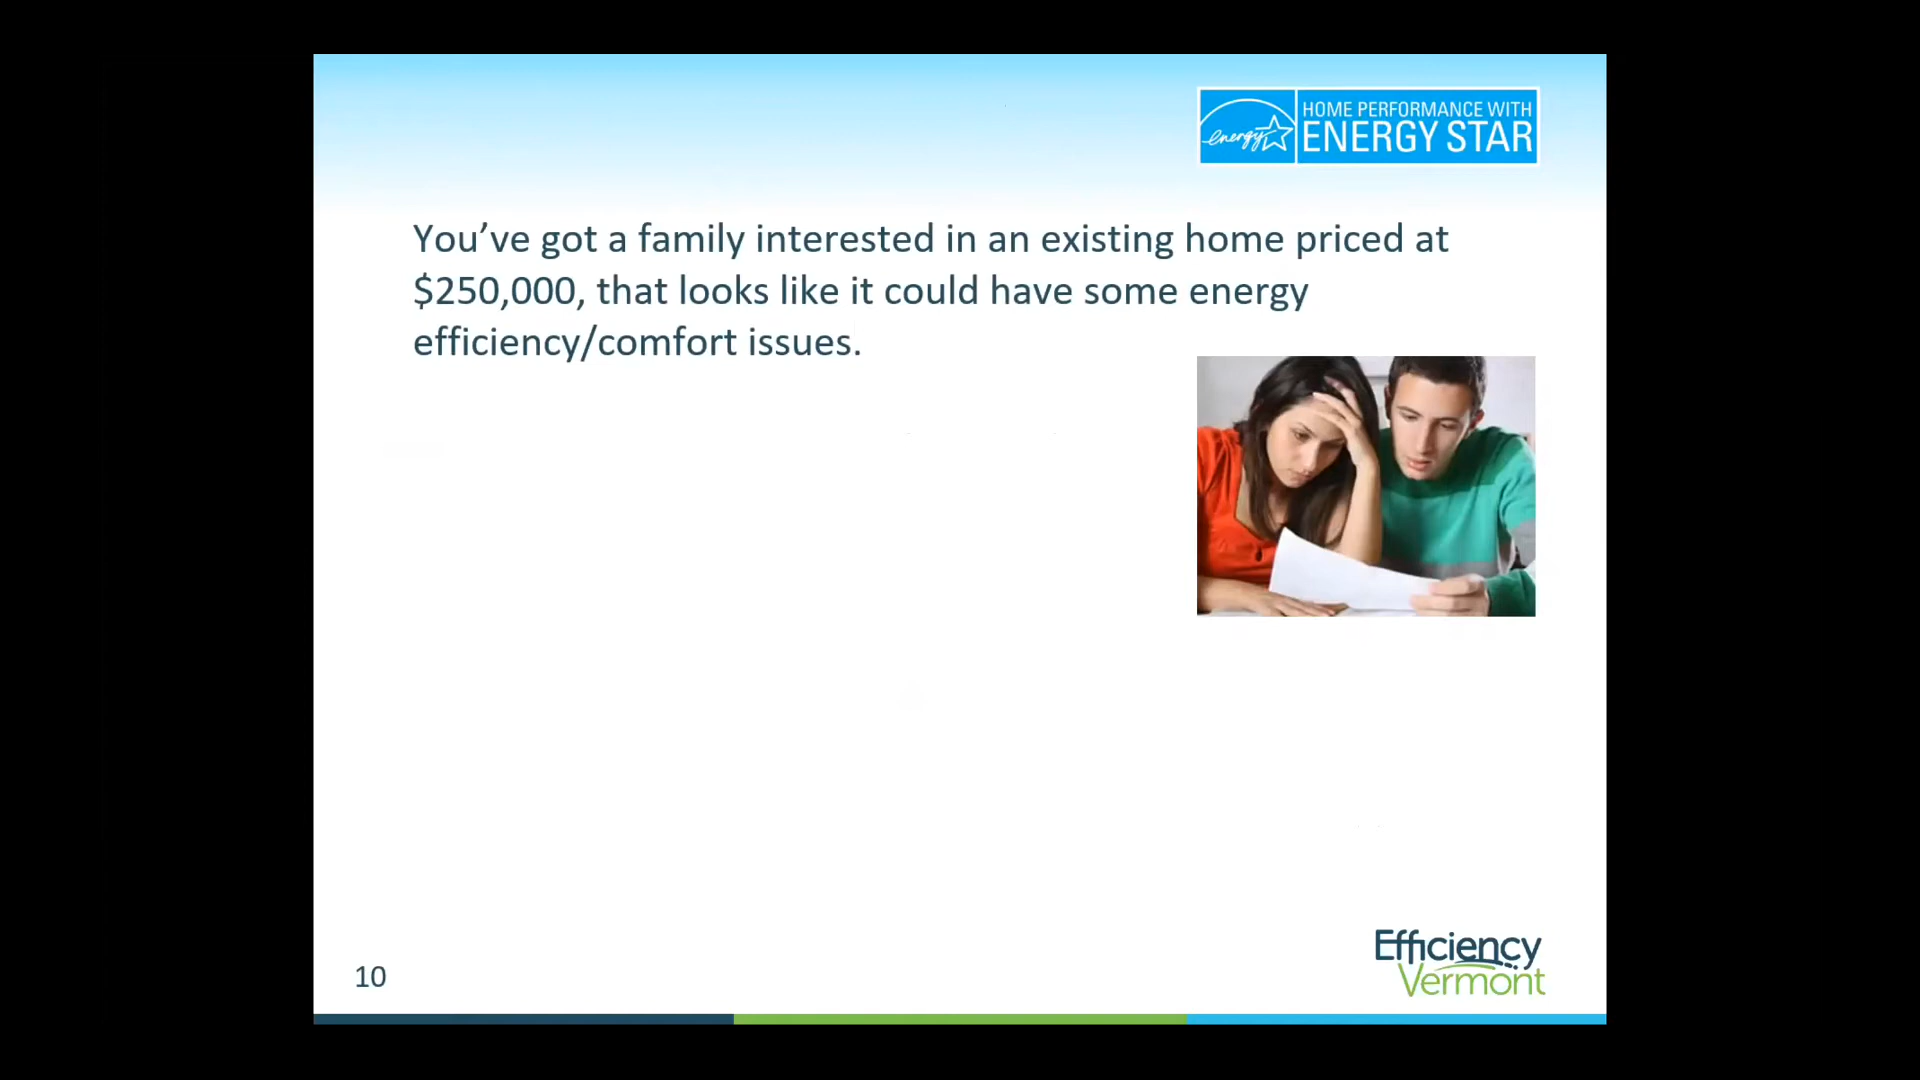 energy
HOME PERFORMANCE WITH
ENERGY STAR
You’ve got a family interested in an existing home priced at
$250,000, that looks like it could have some energy
efficiency/comfort issues.
10
Efficiency
Vermont